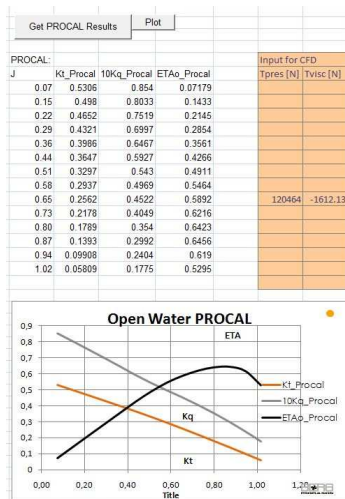 Get PROCAL Results Plot
PROCAL: Input for CFD
J Kt_Procal 10Kq_Procal ETAo_Procal Tpres [N] Tvisc [N]
0.07 0.5306 0.854 0.07179
0.15 0.498 0.8033 0.1433
0.22 0.4652 0.7519 0.2145
0.29 0.4321 0.6997 0.2854
0.36 0.3986 0.6467 0.3561
0.44 0.3647 0.5927 0.4266
0.51 0.3297 0.543 0.4911
0.58 0.2937 0.4969 0.5464
0.65 0.2562 0.4522 0.5892 120464 -1612.13
0.73 0.2178 0.4049 0.6216
0.80 0.1789 0.354 0.6423
0.87 0.1393 0.2992 0.6456
0.94 0.09908 0.2404 0.619
1.02 0.05809 0.1775 0.5295
Open Water PROCAL
0,9
0,8
0,7
0,6
0,5
0,4
0,3
0,2
0,1
0
ETA
Kq
Kt
Kt_Procal
10Kq_Procal
ETAo_Procal
0,00 0,20 0,40 0,60 0,80 1,00 1,20
Title